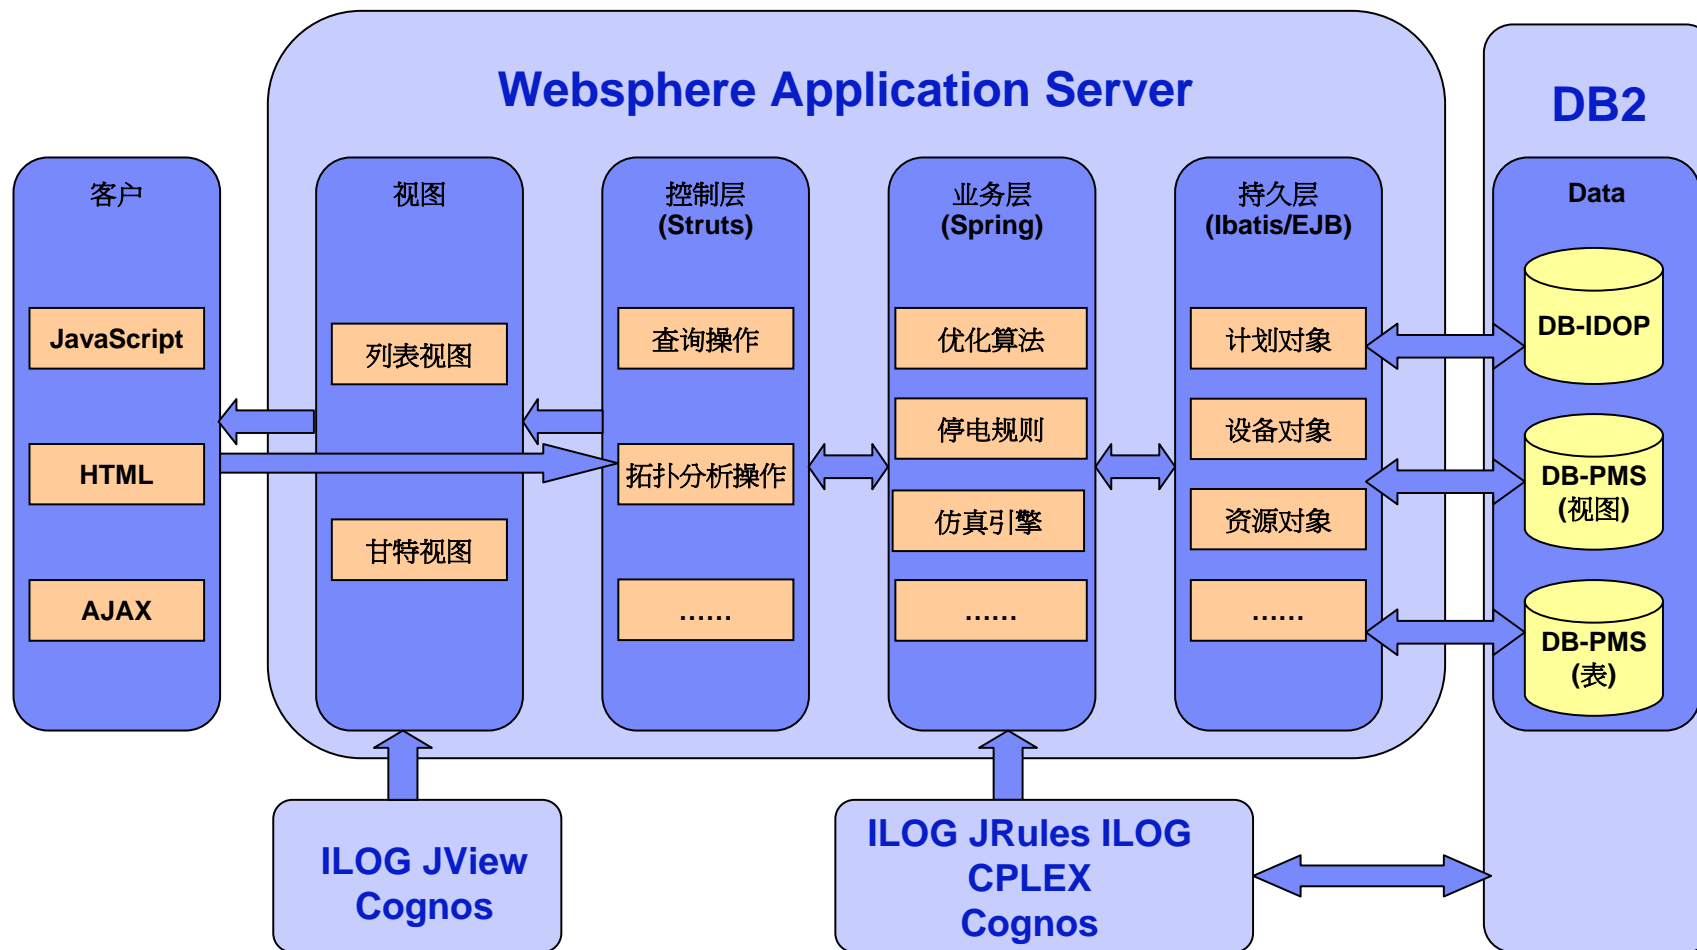 Websphere Application Server
DB2
客户
JavaScript
HTML
AJAX
视图
列表视图
甘特视图
控制层
(Struts)
查询操作
拓扑分析操作
……
业务层
(Spring)
优化算法
停电规则
仿真引擎
……
持久层
(Ibatis/EJB)
计划对象
设备对象
资源对象
……
Data
DB-IDOP
DB-PMS
(视图)
DB-PMS
(表)
ILOG JView
Cognos
ILOG JRules ILOG
CPLEX
Cognos